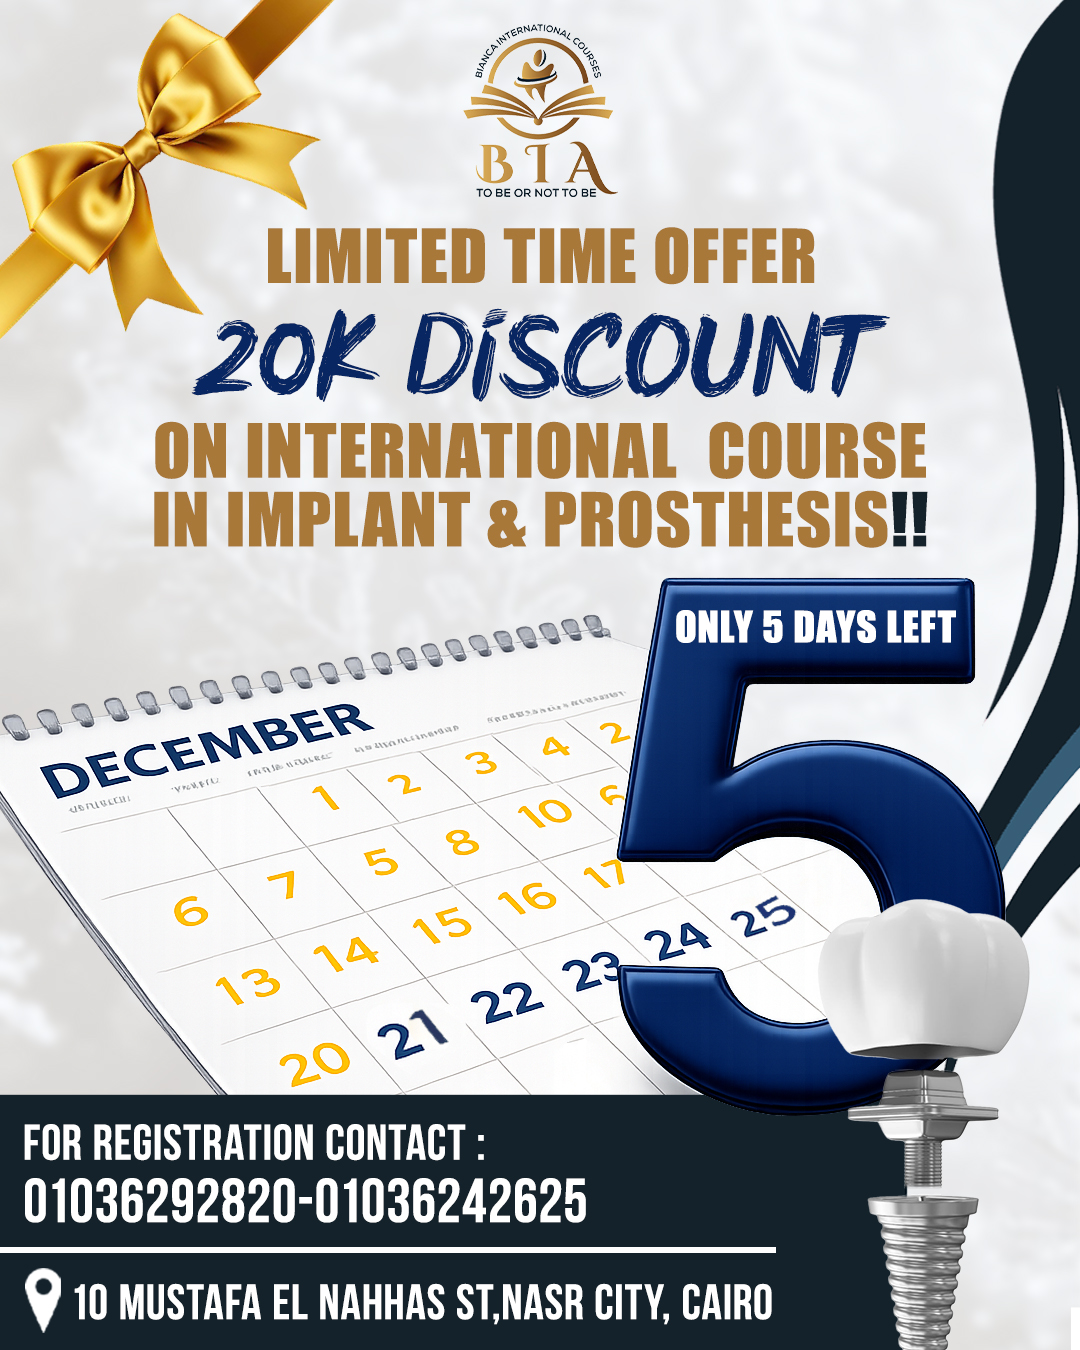 BIANCA INTERNATIONAL COURSES
BIA
TO BE OR NOT TO BE
LIMITED TIME OFFER
20K DISCOUNT
ON INTERNATIONAL COURSE
IN IMPLANT & PROSTHESIS!!
ONLY 5 DAYS LEFT
5
DECEMBER
1 2 3 4 2
6 7 5 8 10 6
13 14 15 16 17
20 21 22 23 24 25
FOR REGISTRATION CONTACT :
01036292820-01036242625
10 MUSTAFA EL NAHHAS ST,NASR CITY, CAIRO